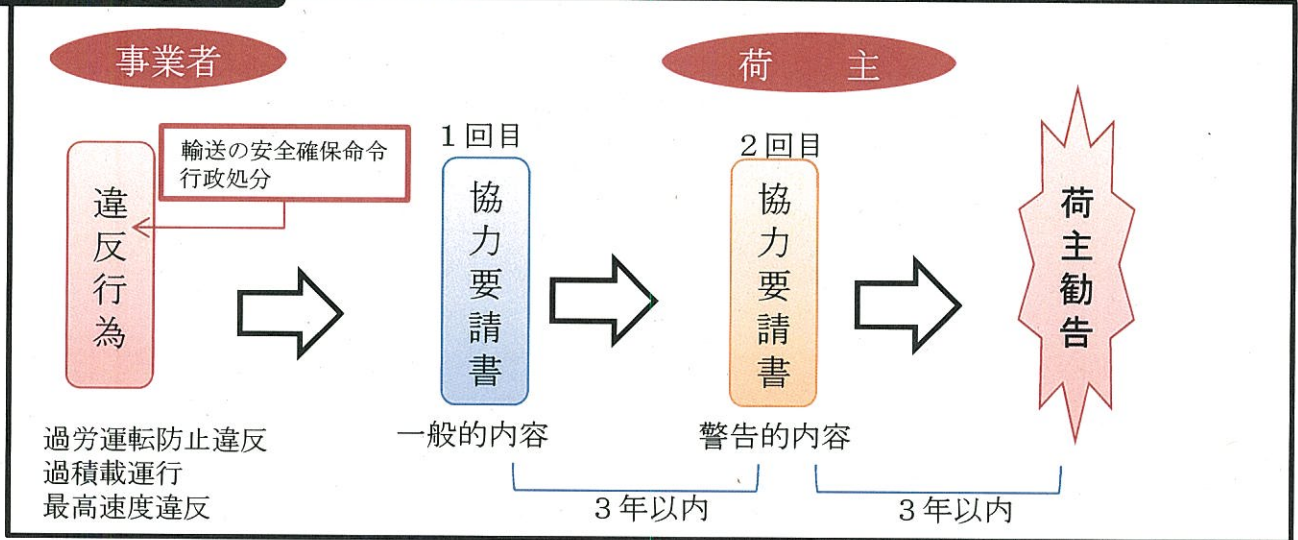 事業者
荷　主
違反行為
輸送の安全確保命令
行政処分
過労運転防止違反
過積載運行
最高速度違反
１回目
協力要請書
一般的内容
２回目
協力要請書
警告的内容
荷主勧告
３年以内
３年以内